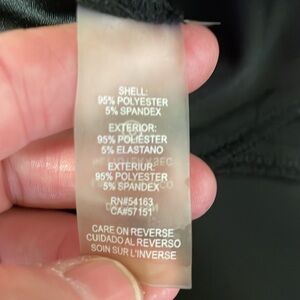 SHELL:
95% POLYESTER
5% SPANDEX
EXTERIOR:
95% POLIÉSTER
5% ELASTANO
EXTERIUR:
95% POLYESTER
5% SPANDEX
RN#54163
CA#57151
CARE ON REVERSE
CUIDADO AL REVERSO
SOIN SUR L'INVERSE